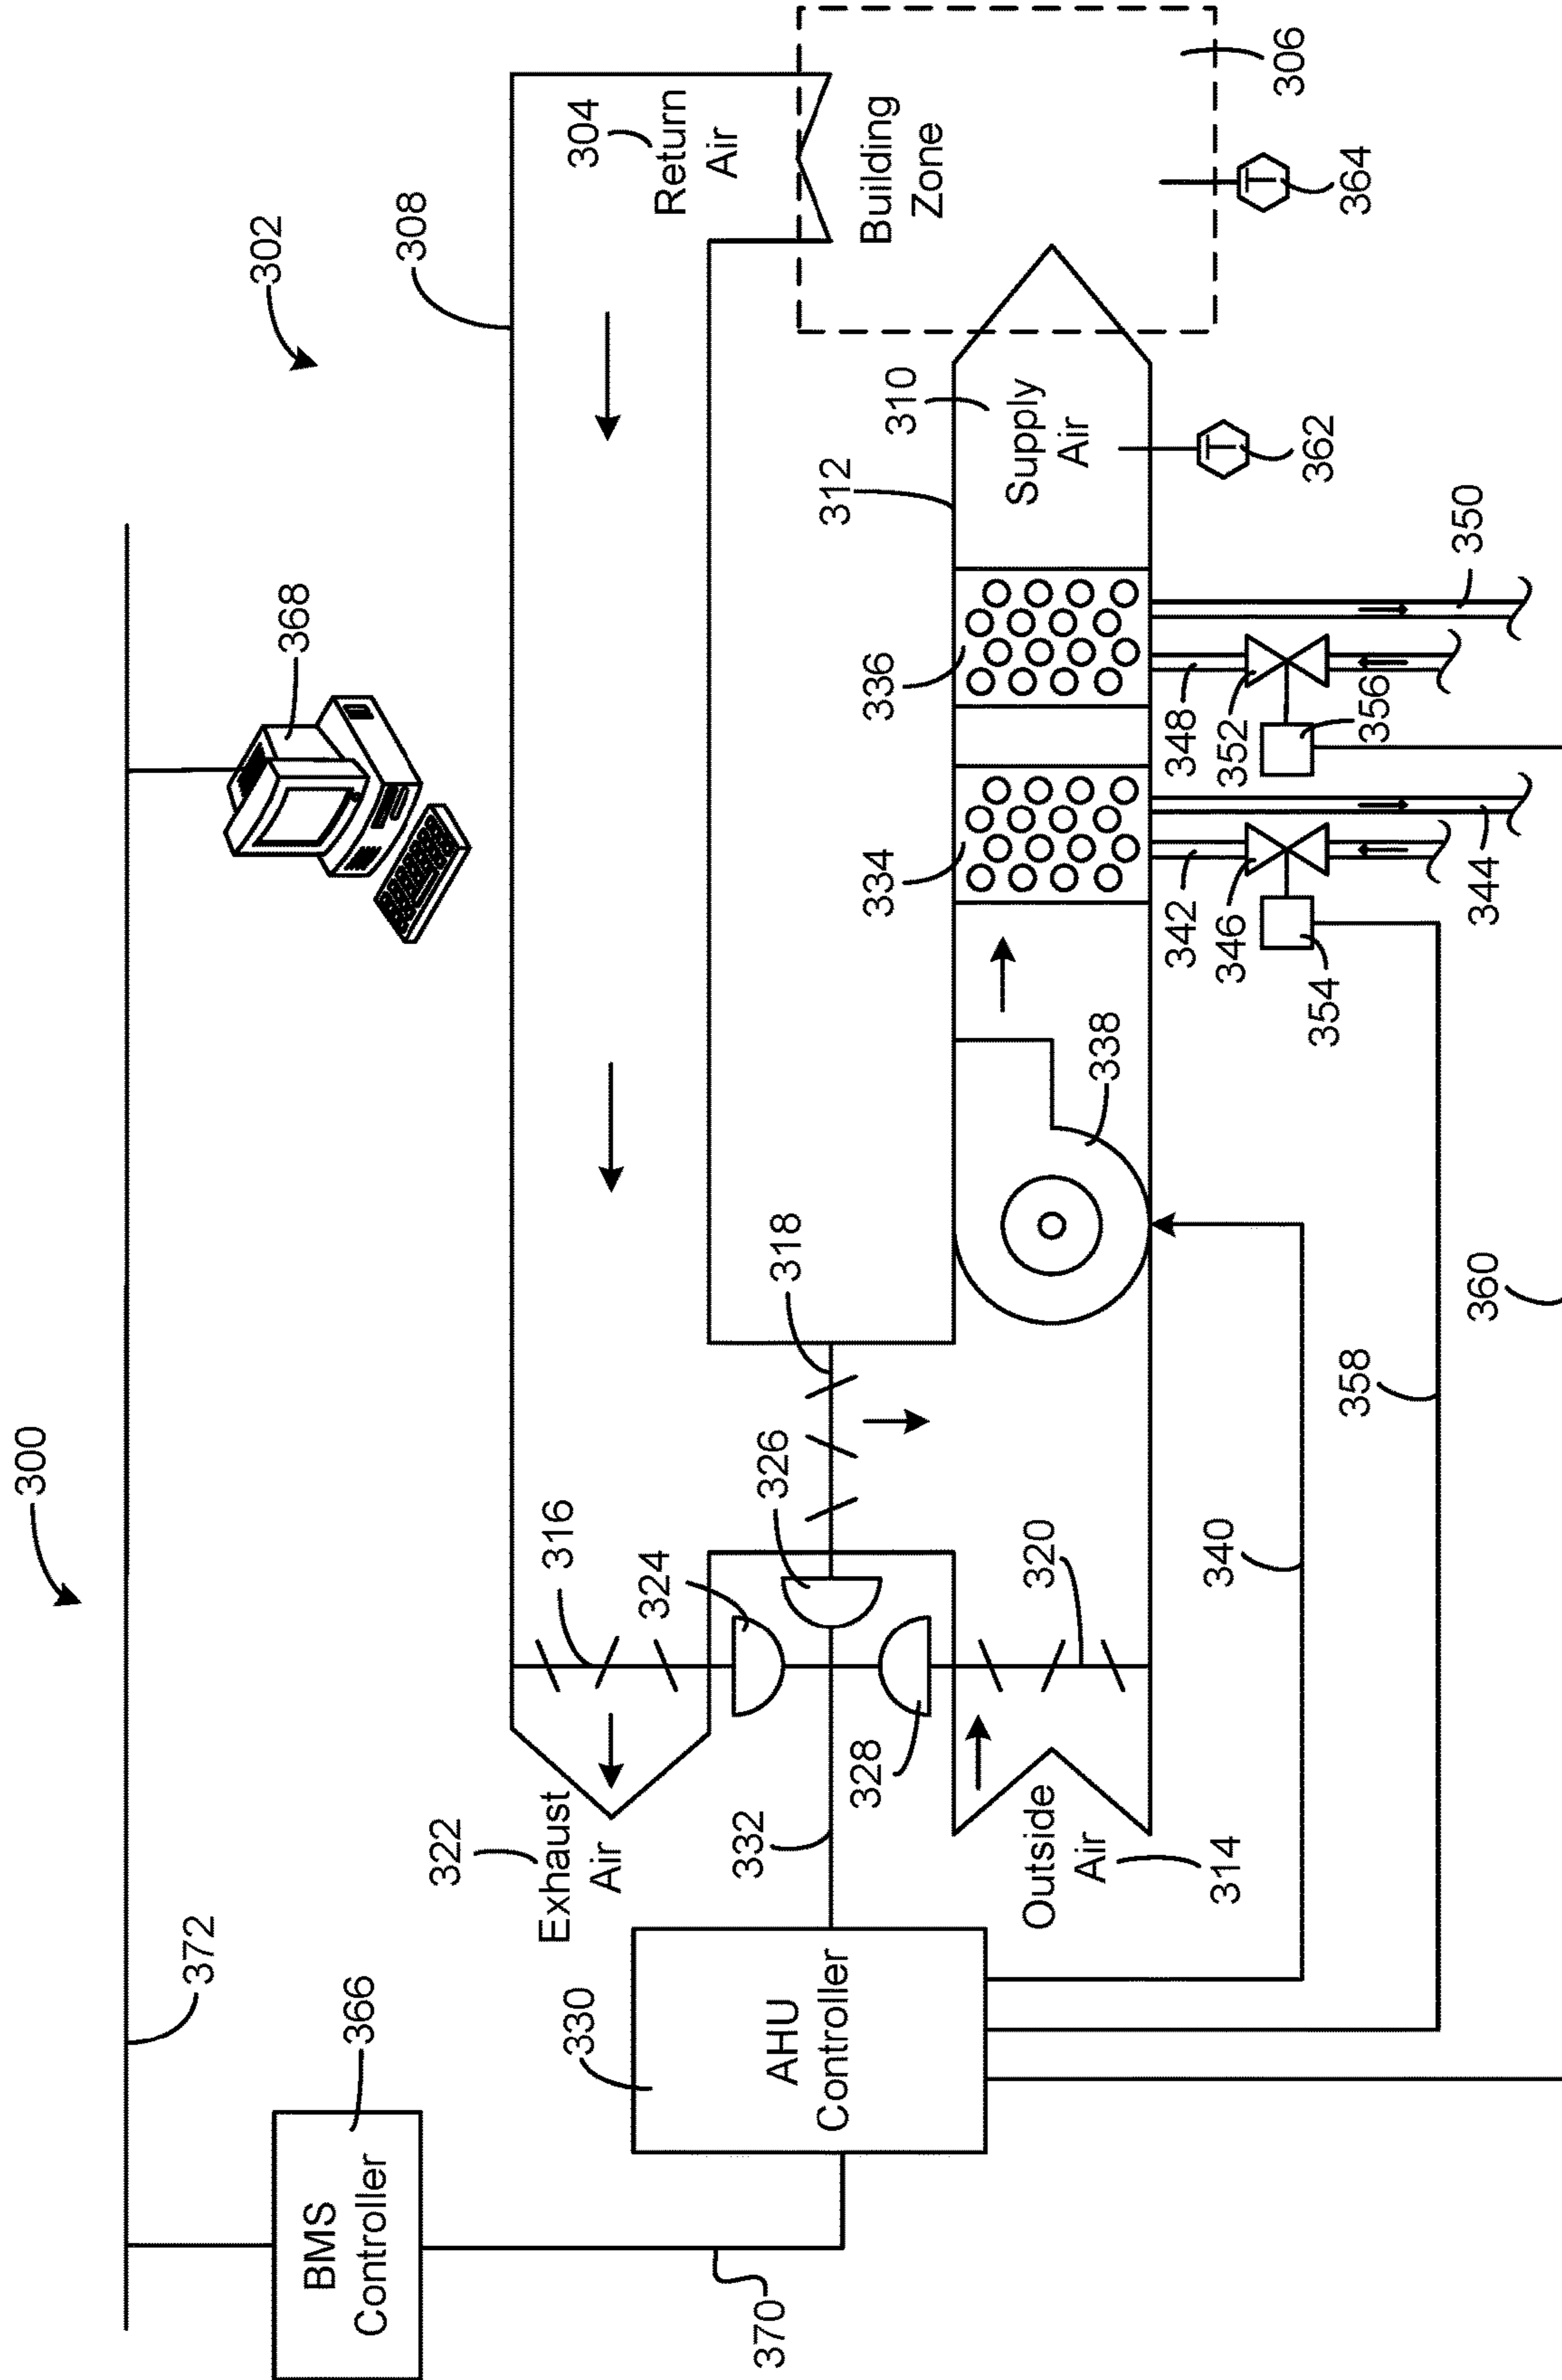 300
372
366
BMS
Controller
370
302
368
308
304
Return
Air
Building
Zone
306
364
322
Exhaust
Air
316
324
326
318
332
328
330
AHU
Controller
Outside
Air
314
320
338
334
336
312
310
Supply
Air
362
340
342
346
354
344
348
352
356
350
358
360
T
T